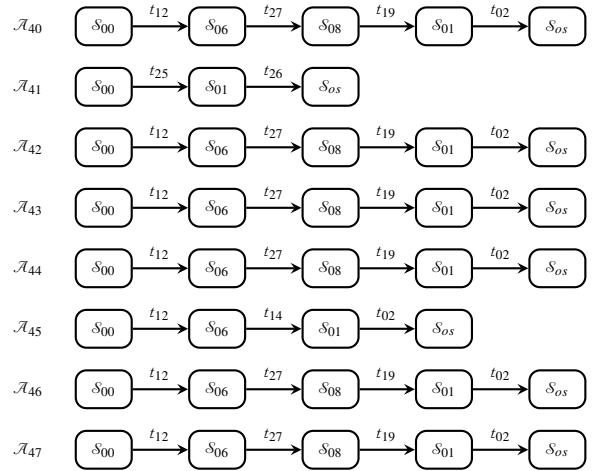 t12 t27 t19 t02
𝒜40 𝒮00 𝒮06 𝒮08 𝒮01 𝒮os
t25 t26
𝒜41 𝒮00 𝒮01 𝒮os
t12 t27 t19 t02
𝒜42 𝒮00 𝒮06 𝒮08 𝒮01 𝒮os
t12 t27 t19 t02
𝒜43 𝒮00 𝒮06 𝒮08 𝒮01 𝒮os
t12 t27 t19 t02
𝒜44 𝒮00 𝒮06 𝒮08 𝒮01 𝒮os
t12 t14 t02
𝒜45 𝒮00 𝒮06 𝒮01 𝒮os
t12 t27 t19 t02
𝒜46 𝒮00 𝒮06 𝒮08 𝒮01 𝒮os
t12 t27 t19 t02
𝒜47 𝒮00 𝒮06 𝒮08 𝒮01 𝒮os